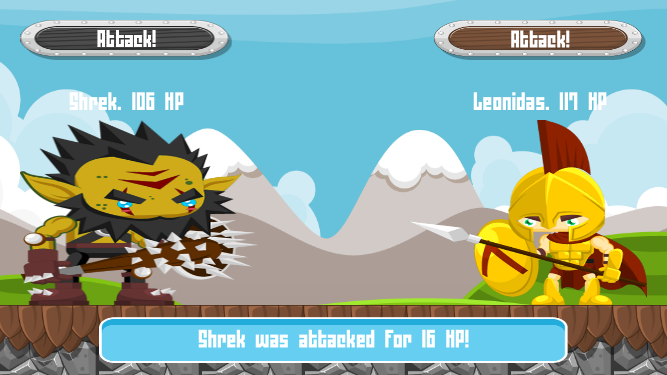 Attack!
Attack!
Shrek. 106 HP
Leonidas. 117 HP
Shrek was attacked for 16 HP!